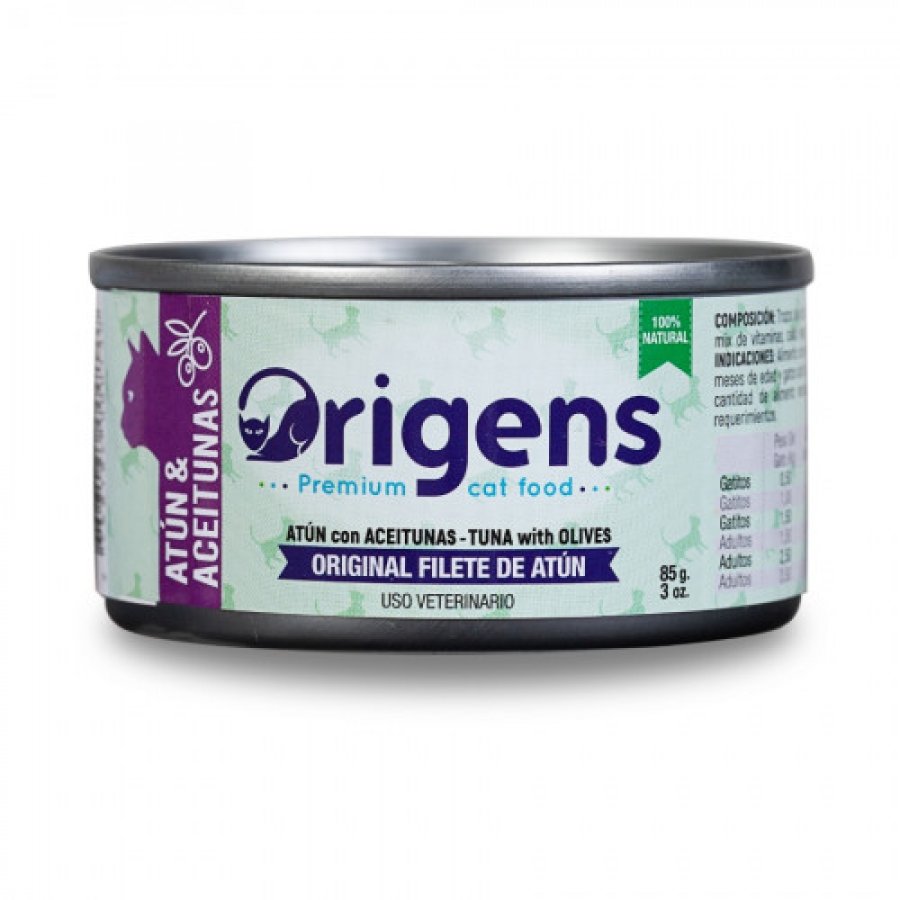 ATÚN &
ACEITUNAS
Origens
Premium cat food
ATÚN con ACEITUNAS - TUNA with OLIVES
ORIGINAL FILETE DE ATÚN
USO VETERINARIO
85 g.
3 oz.
100%
NATURAL
COMPOSICIÓN:
mix de vitaminas,
INDICACIONES
meses de edad y
cantidad de
requerimientos.
Gatitos
Gatitos
Gatitos
Adultos
Adultos
Adultos